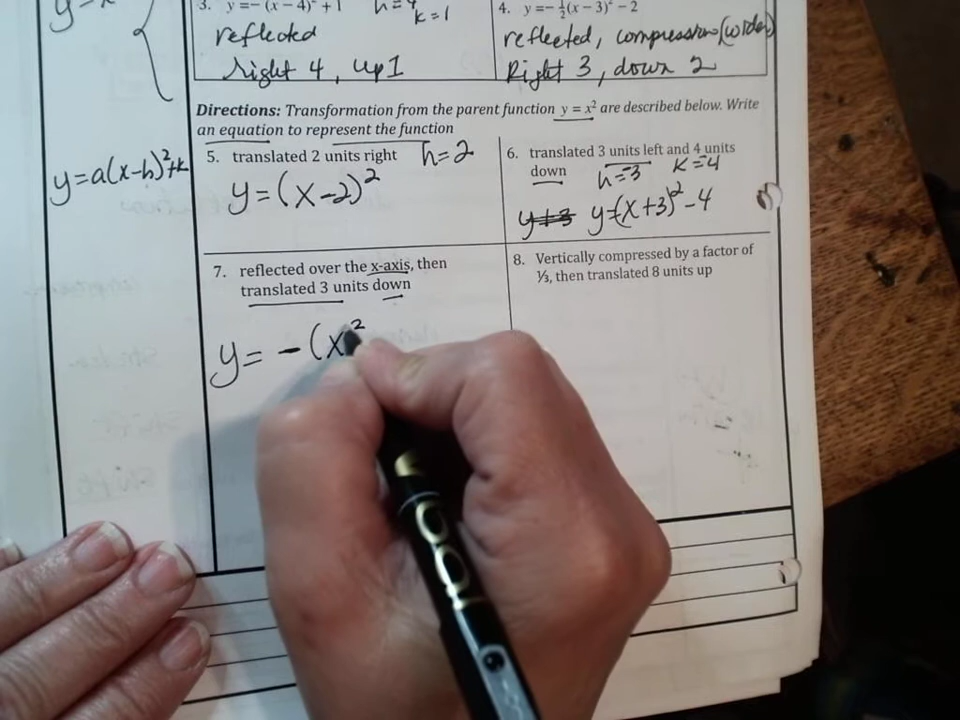 3. y = – (x – 4)² + 1
k=1
reflected
right 4, up 1
4. y = – ½(x – 3)² – 2
reflected, compression (wider)
Right 3, down 2
y=a(x-h)²+k
Directions: Transformation from the parent function y = x² are described below. Write
an equation to represent the function
5. translated 2 units right h=2
y=(x-2)²
6. translated 3 units left and 4 units
down h=-3 k=-4
y=(x+3)²-4
7. reflected over the x-axis, then
translated 3 units down
y= -(x²
8. Vertically compressed by a factor of
⅓, then translated 8 units up